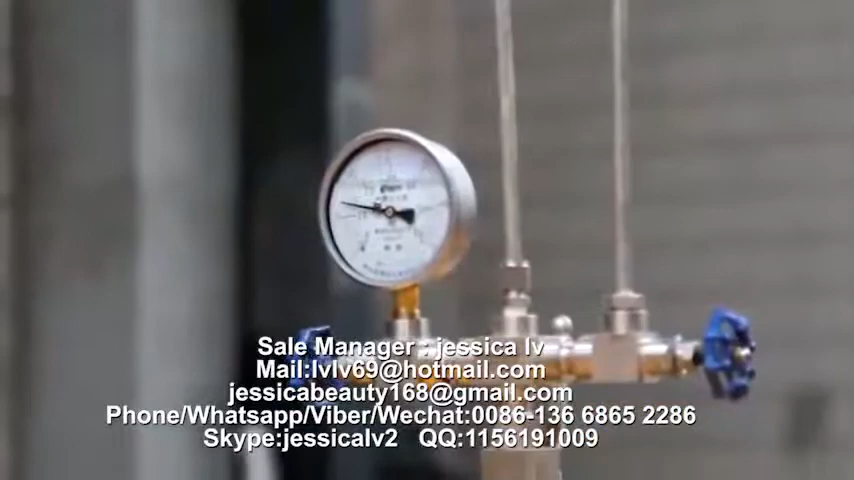 Sale Manager : jessica lv
Mail:lvlv69@hotmail.com
jessicabeauty168@gmail.com
Phone/Whatsapp/Viber/Wechat:0086-136 6865 2286
Skype:jessicalv2 QQ:1156191009